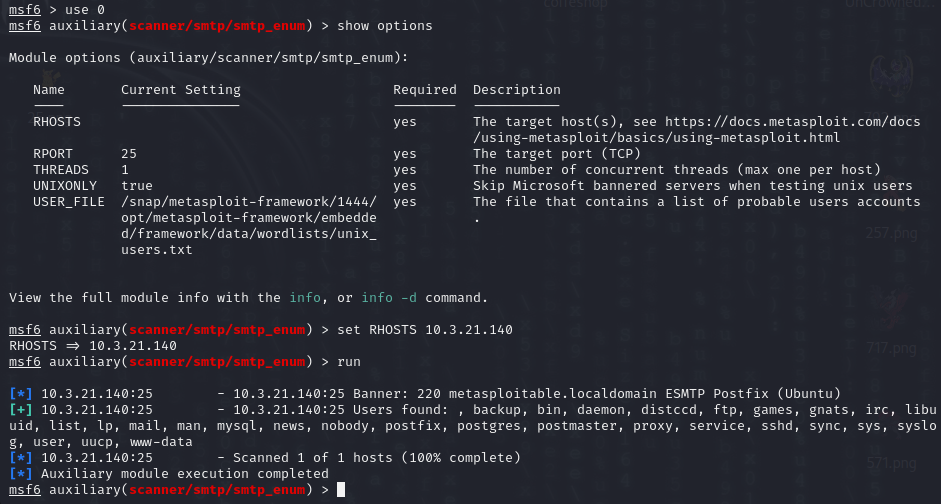 msf6 > use 0
msf6 auxiliary(scanner/smtp/smtp_enum) > show options
Module options (auxiliary/scanner/smtp/smtp_enum):
Name Current Setting Required Description
---- --------------- -------- -----------
RHOSTS yes The target host(s), see https://docs.metasploit.com/docs
/using-metasploit/basics/using-metasploit.html
RPORT 25 yes The target port (TCP)
THREADS 1 yes The number of concurrent threads (max one per host)
UNIXONLY true yes Skip Microsoft bannered servers when testing unix users
USER_FILE /snap/metasploit-framework/1444/ yes The file that contains a list of probable users accounts
opt/metasploit-framework/embedde .
d/framework/data/wordlists/unix_
users.txt
View the full module info with the info, or info -d command.
msf6 auxiliary(scanner/smtp/smtp_enum) > set RHOSTS 10.3.21.140
RHOSTS => 10.3.21.140
msf6 auxiliary(scanner/smtp/smtp_enum) > run
[*] 10.3.21.140:25 - 10.3.21.140:25 Banner: 220 metasploitable.localdomain ESMTP Postfix (Ubuntu)
[+] 10.3.21.140:25 - 10.3.21.140:25 Users found: , backup, bin, daemon, distccd, ftp, games, gnats, irc, libu
uid, list, lp, mail, man, mysql, news, nobody, postfix, postgres, postmaster, proxy, service, sshd, sync, sys, syslo
g, user, uucp, www-data
[*] 10.3.21.140:25 - Scanned 1 of 1 hosts (100% complete)
[*] Auxiliary module execution completed
msf6 auxiliary(scanner/smtp/smtp_enum) >
coffeeshop
257.png
717.png
571.png